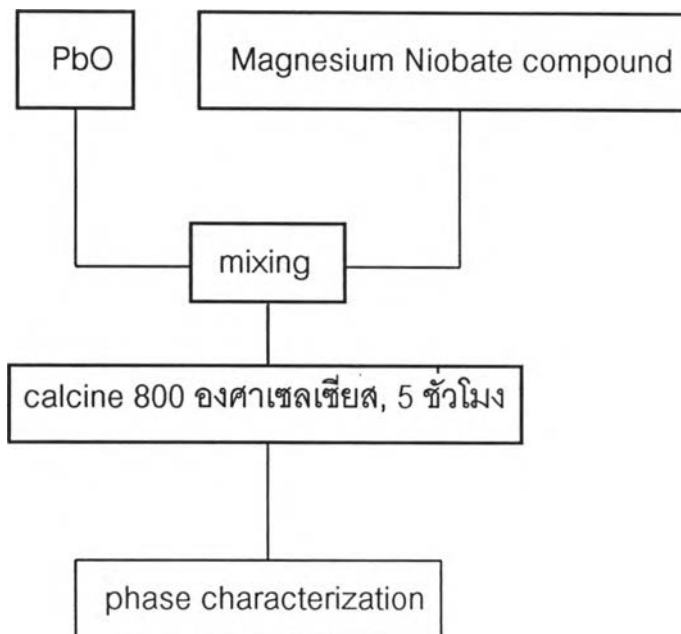 PbO
Magnesium Niobate compound
mixing
calcine 800 องศาเซลเซียส, 5 ชั่วโมง
phase characterization